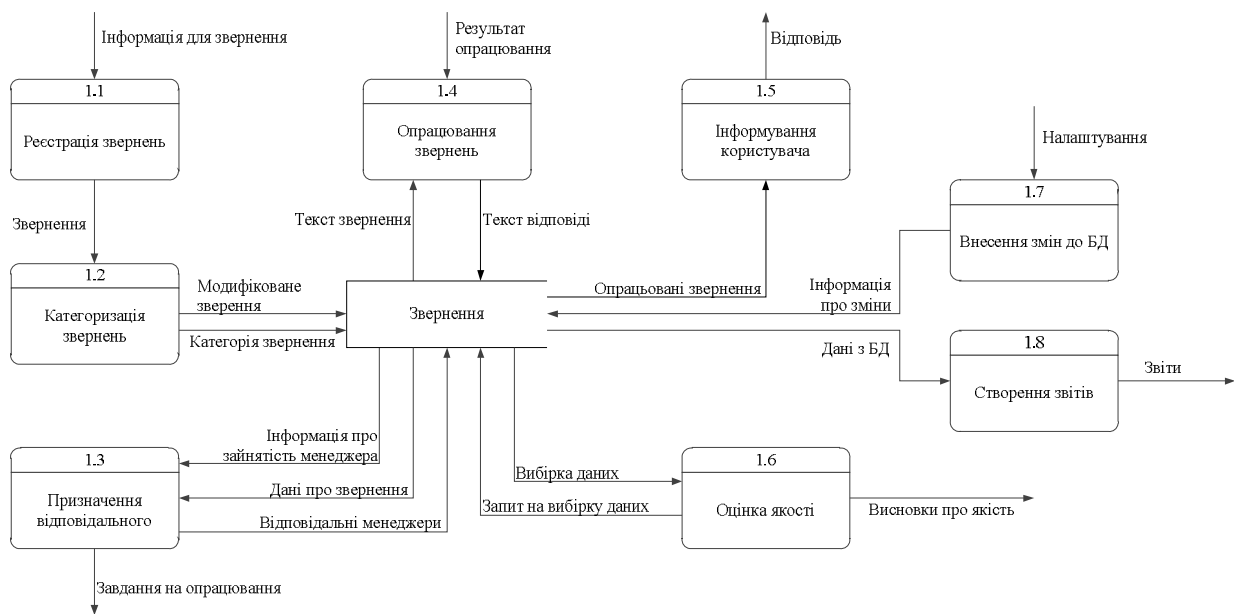 Інформація для звернення
Результат
опрацювання
Відповідь
1.1
Реєстрація звернень
1.4
Опрацювання
звернень
1.5
Інформування
користувача
Налаштування
1.7
Внесення змін до БД
Звернення
Текст звернення
Текст відповіді
1.2
Категоризація
звернень
Модифіковане
зверення
Категорія звернення
Звернення
Опрацьовані звернення
Інформація
про зміни
Дані з БД
1.8
Створення звітів
Звіти
Інформація про
зайнятість менеджера
1.3
Призначення
відповідального
Дані про звернення
Відповідальні менеджери
Вибірка даних
Запит на вибірку даних
1.6
Оцінка якості
Висновки про якість
Завдання на опрацювання